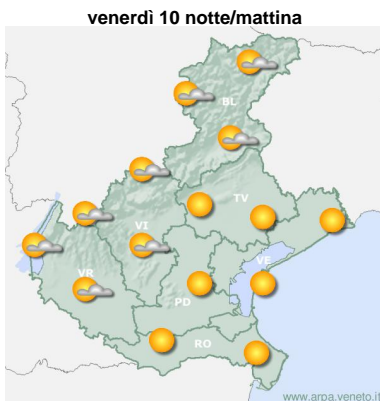 venerdì 10 notte/mattina
BL
TV
VI
VE
VR
PD
RO
www.arpa.veneto.it